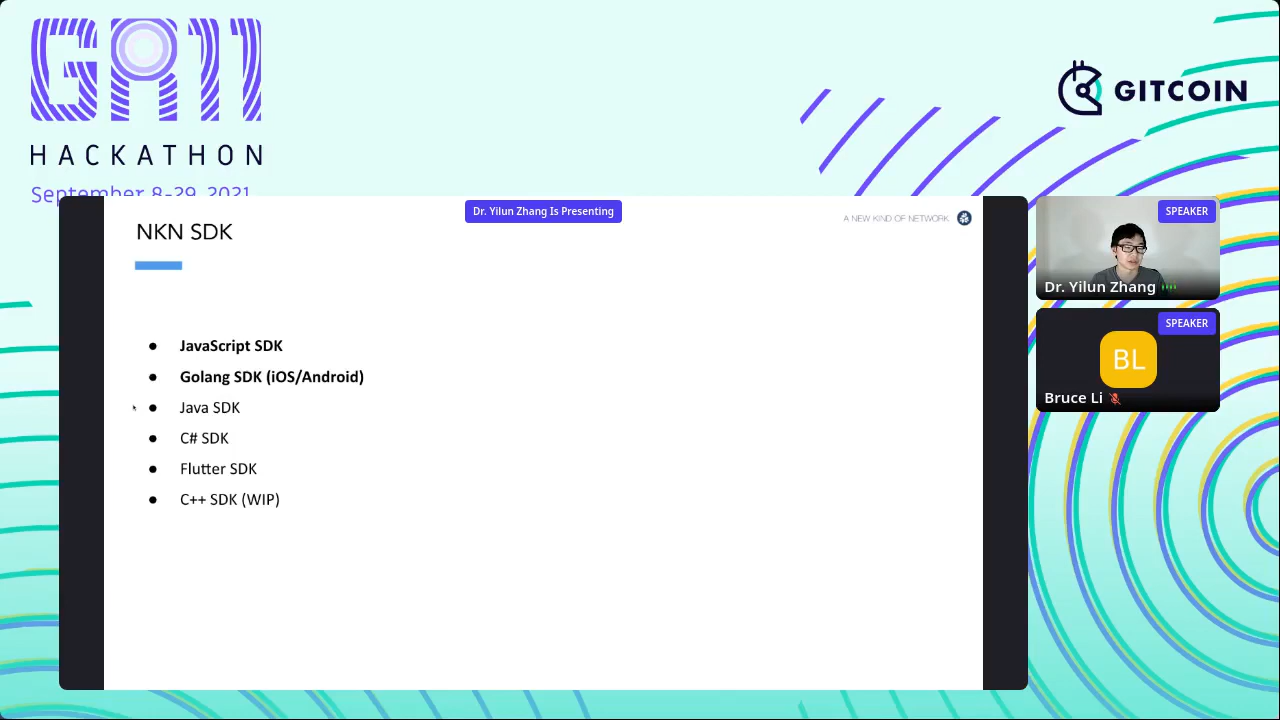 GR11
HACKATHON
September 8-29, 2021
GITCOIN
Dr. Yilun Zhang Is Presenting
NKN SDK
A NEW KIND OF NETWORK
● JavaScript SDK
● Golang SDK (iOS/Android)
● Java SDK
● C# SDK
● Flutter SDK
● C++ SDK (WIP)
SPEAKER
Dr. Yilun Zhang
SPEAKER
BL
Bruce Li